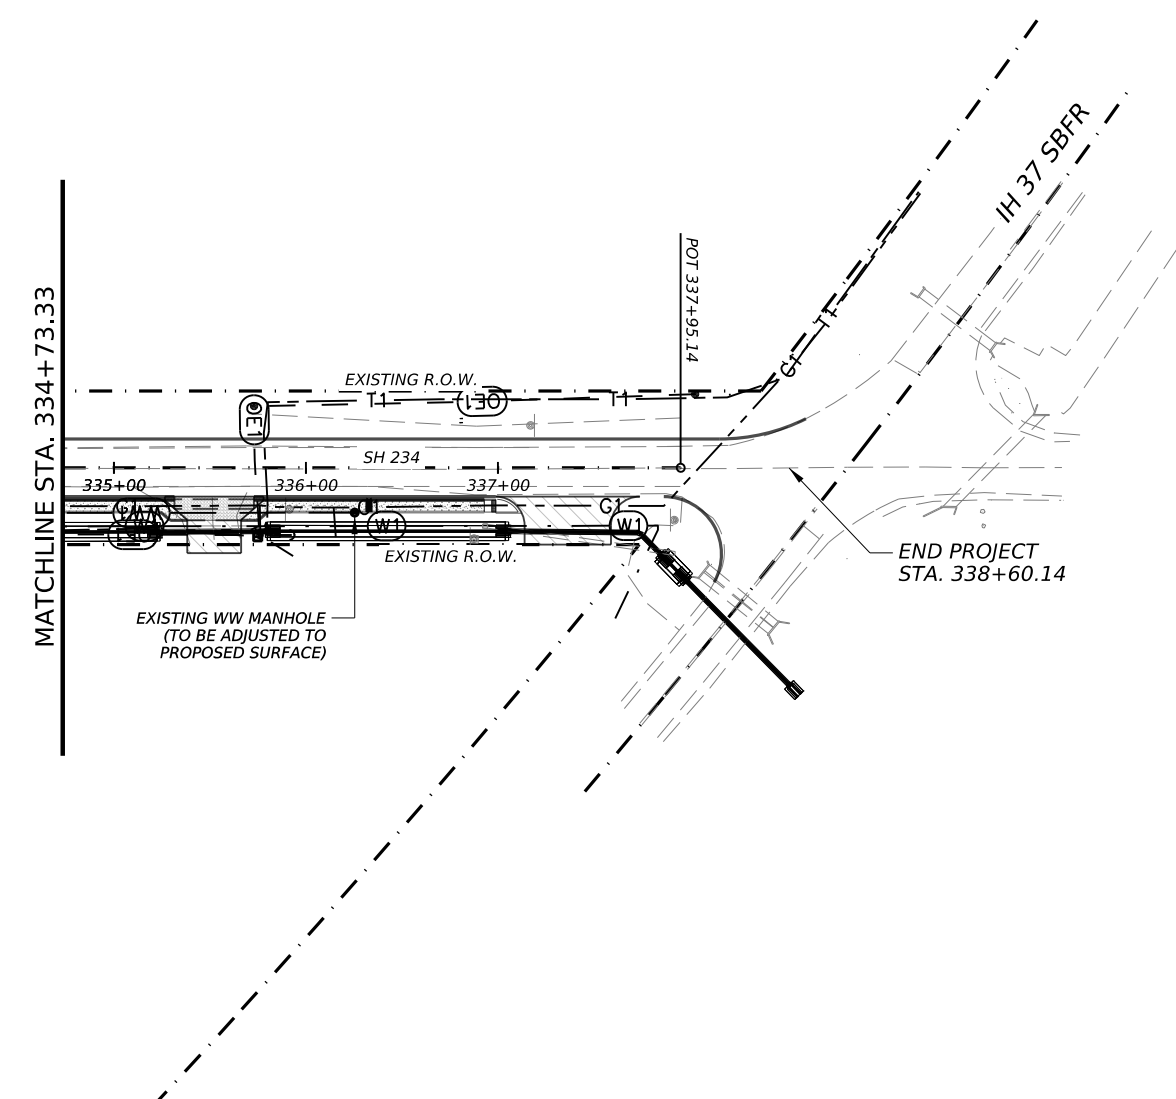 IH 37 SBFR
POT 337+95.14
MATCHLINE STA. 334+73.33
T1
G1
EXISTING R.O.W.
T1
OE1
T1
OE1
SH 234
335+00
336+00
337+00
G1
W1
W1
EXISTING R.O.W.
END PROJECT
STA. 338+60.14
EXISTING WW MANHOLE
(TO BE ADJUSTED TO
PROPOSED SURFACE)